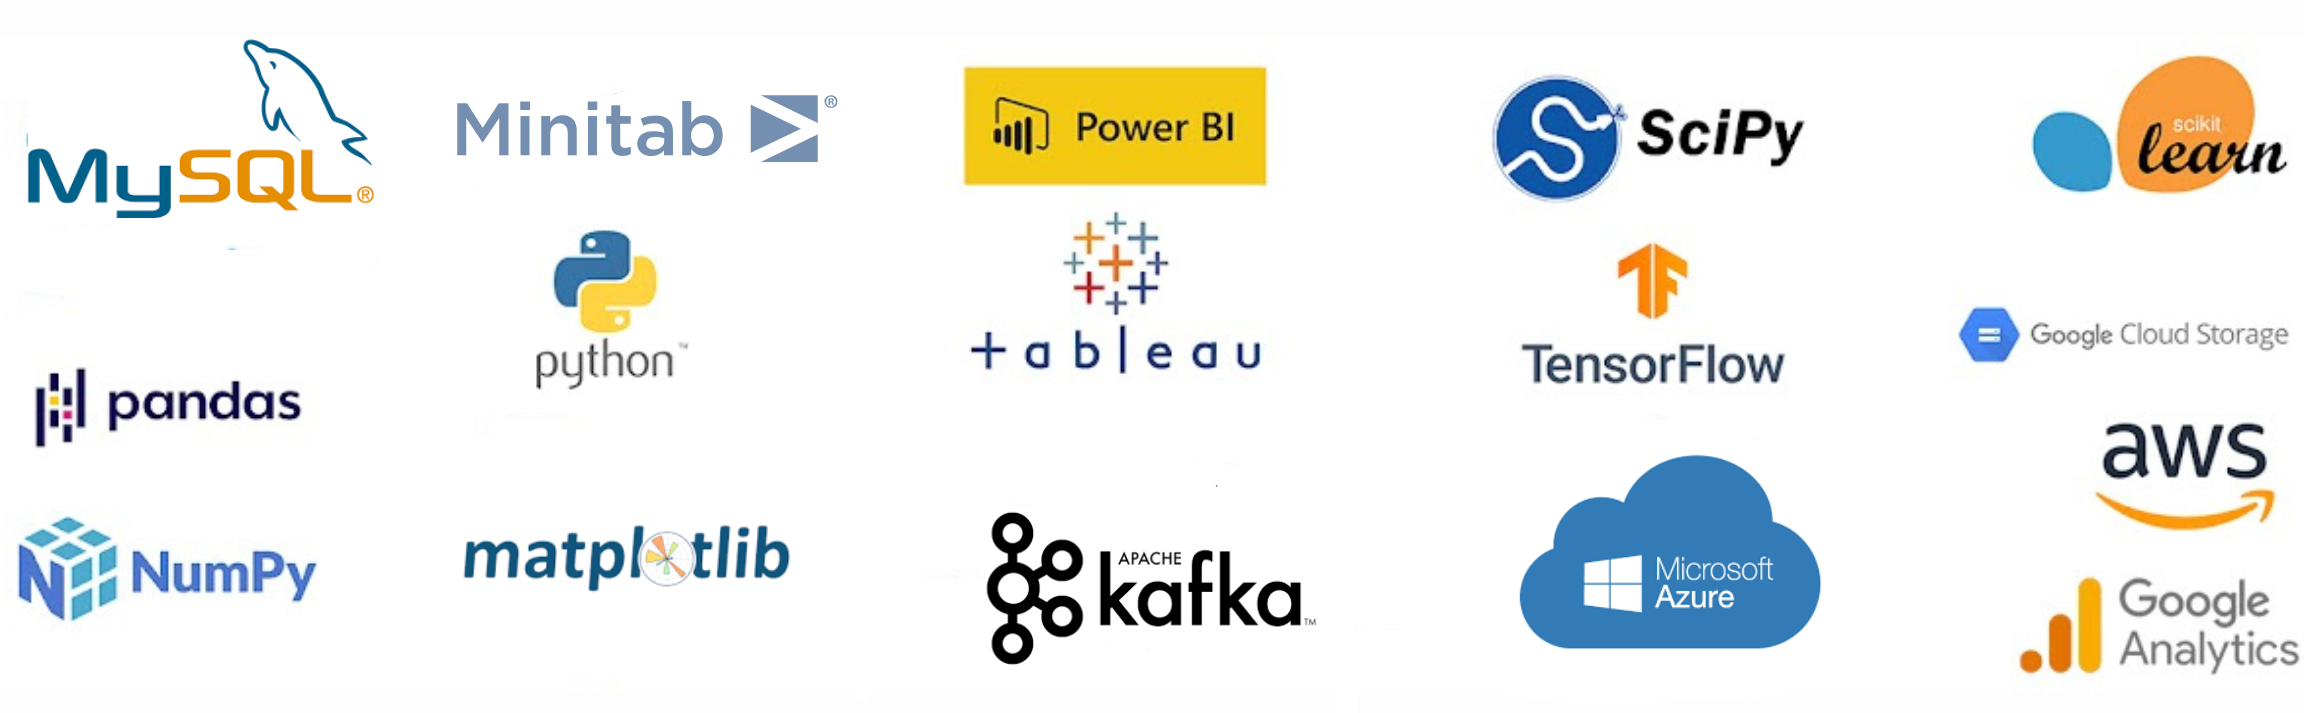 MySQL®
Minitab ®
Power BI
SciPy
scikit
learn
python™
tableau
TensorFlow
Google Cloud Storage
pandas
aws
NumPy
matplotlib
APACHE
kafka™
Microsoft
Azure
Google
Analytics